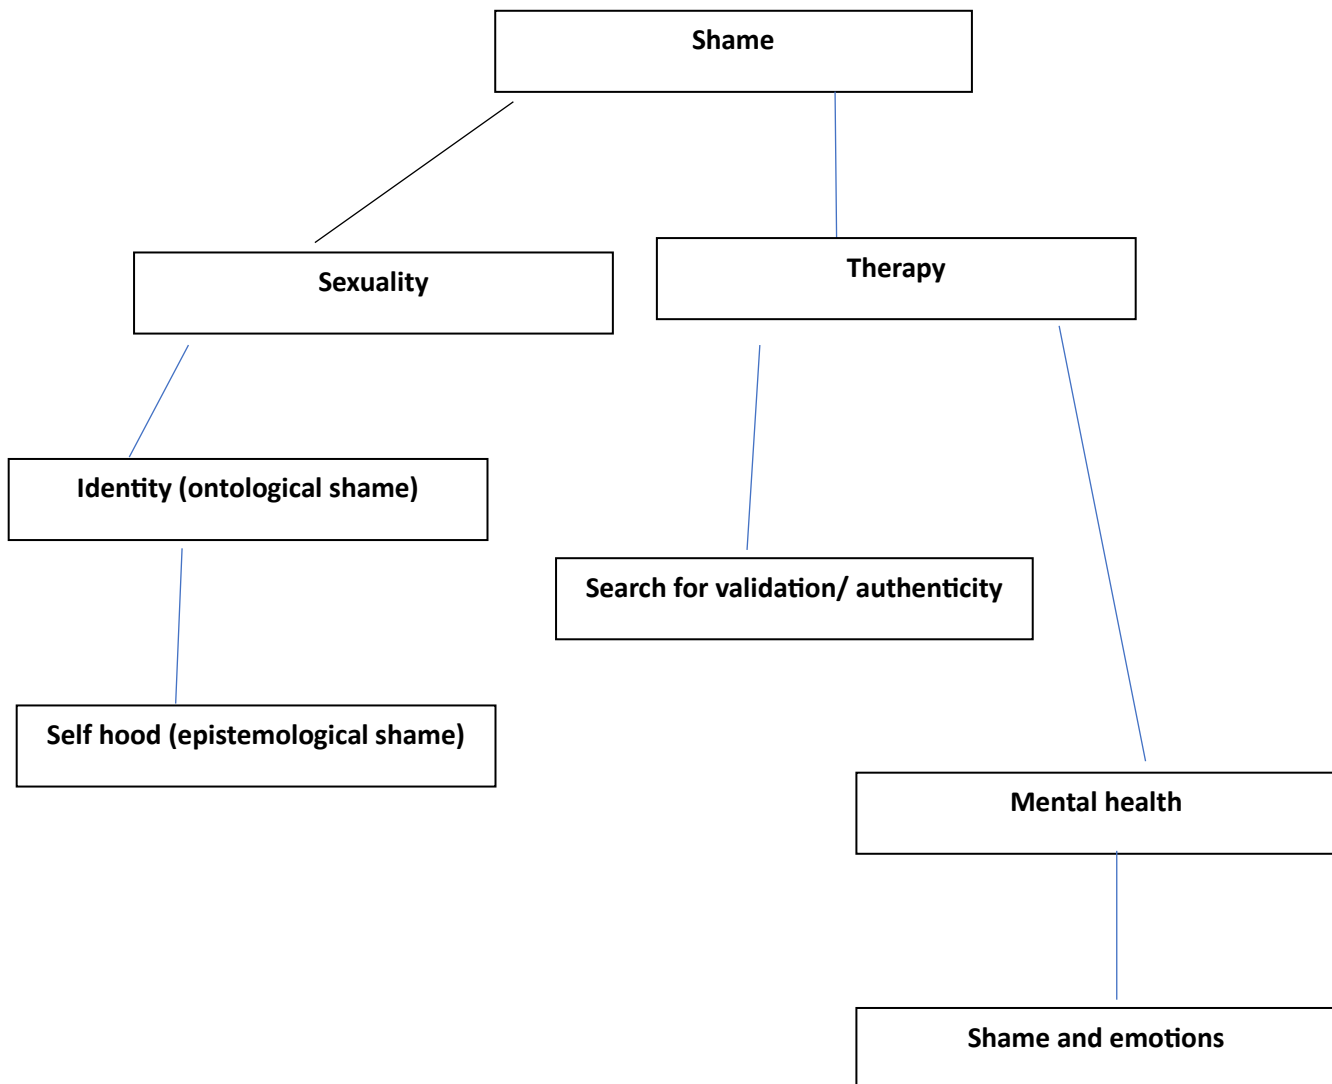 Shame
Sexuality
Therapy
Identity (ontological shame)
Search for validation/ authenticity
Self hood (epistemological shame)
Mental health
Shame and emotions